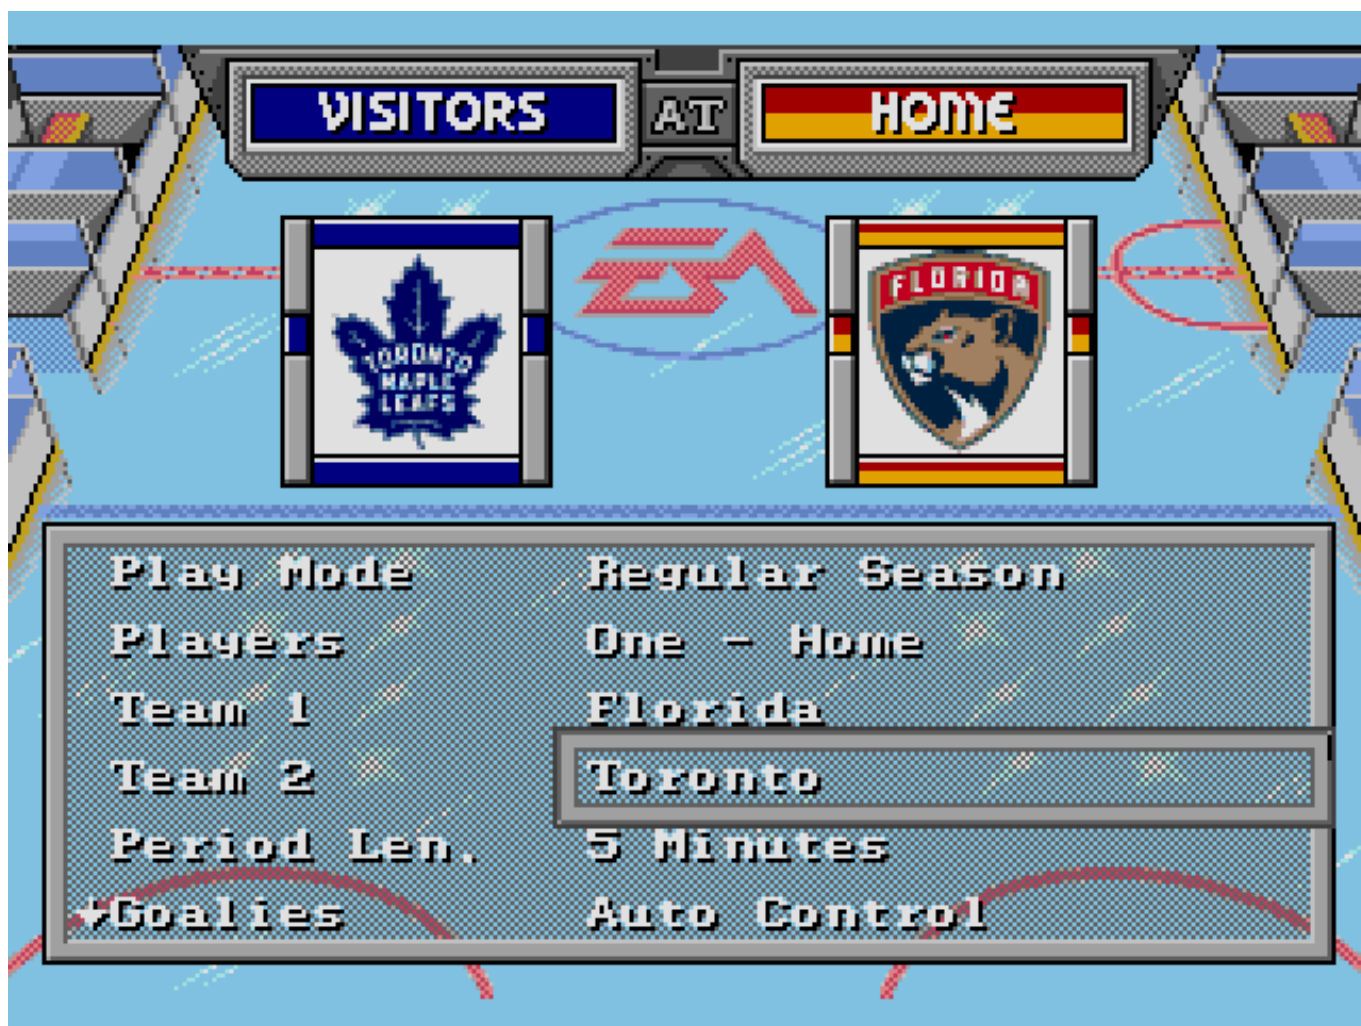 VISITORS AT HOME
EA
FLORIDA
TORONTO
MAPLE
LEAFS
Play Mode Regular Season
Players One - Home
Team 1 Florida
Team 2 Toronto
Period Len. 5 Minutes
Goalies Auto Control